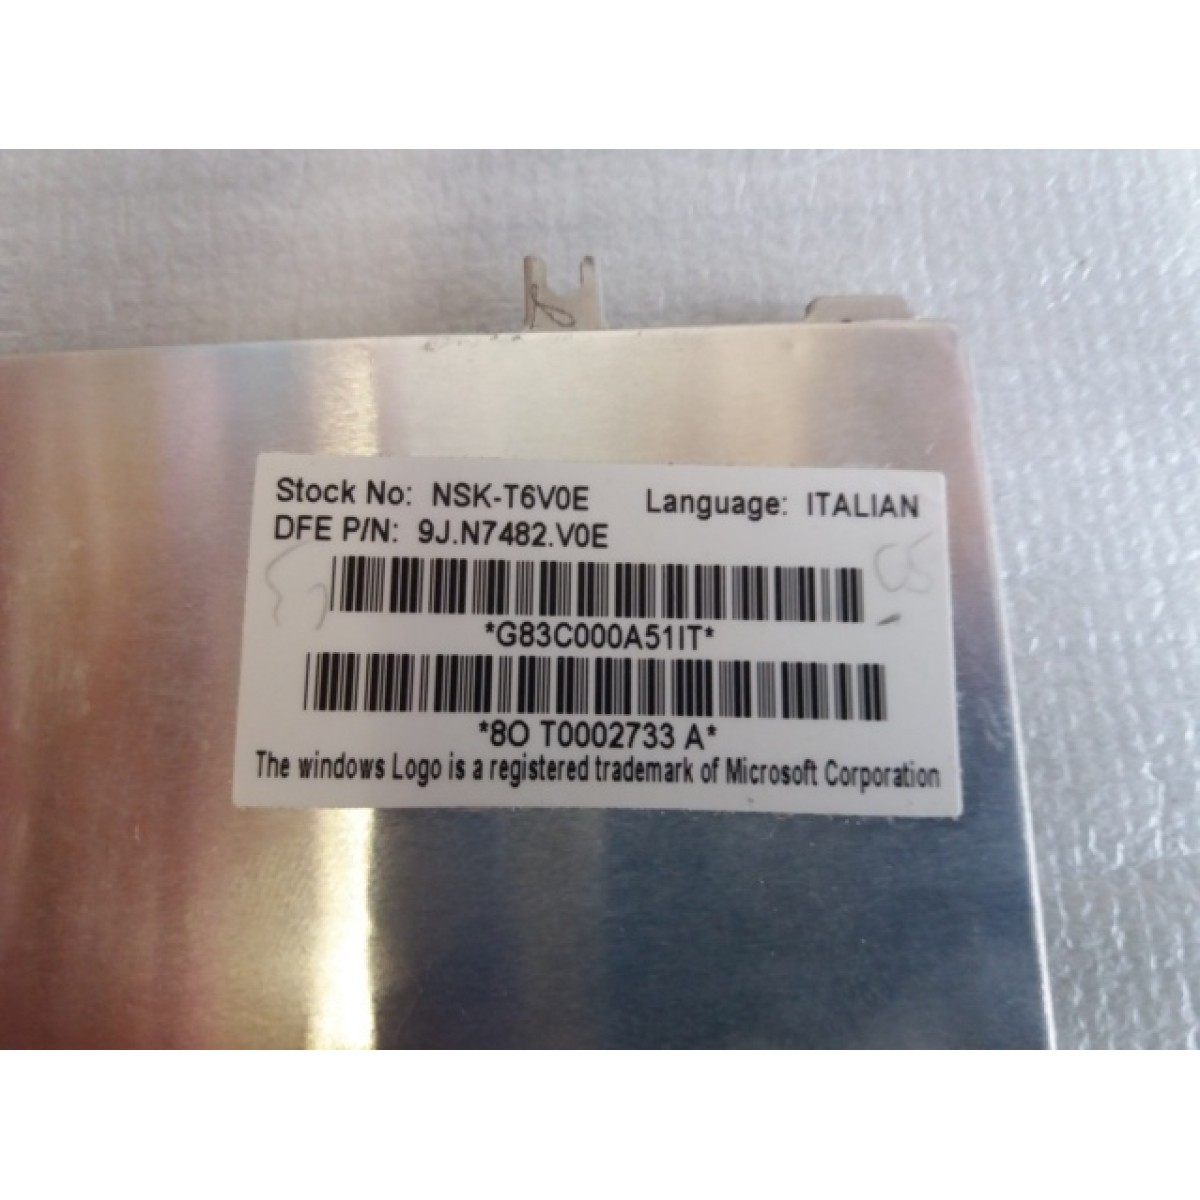 Stock No: NSK-T6V0E Language: ITALIAN
DFE P/N: 9J.N7482.V0E
*G83C000A51IT*
*8O T0002733 A*
The windows Logo is a registered trademark of Microsoft Corporation